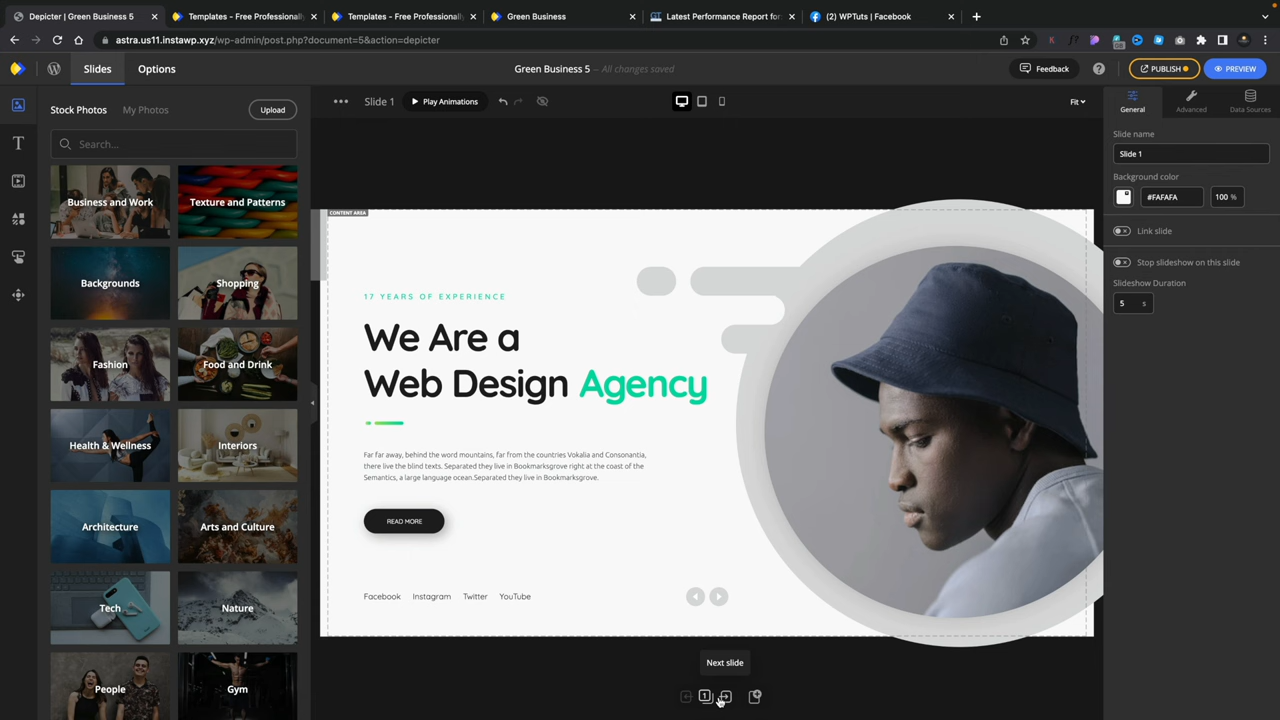 Depicter | Green Business 5
Templates - Free Professionall
Templates - Free Professionall
Green Business
Latest Performance Report for:
(2) WPTuts | Facebook
astra.us11.instawp.xyz/wp-admin/post.php?document=5&action=depicter
Slides
Options
Green Business 5 – All changes saved
Feedback
PUBLISH
PREVIEW
Stock Photos
My Photos
Upload
Search...
Business and Work
Texture and Patterns
Backgrounds
Shopping
Fashion
Food and Drink
Health & Wellness
Interiors
Architecture
Arts and Culture
Tech
Nature
People
Gym
Slide 1
Play Animations
Fit
CONTENT AREA
17 YEARS OF EXPERIENCE
We Are a
Web Design Agency
Far far away, behind the word mountains, far from the countries Vokalia and Consonantia,
there live the blind texts. Separated they live in Bookmarksgrove right at the coast of the
Semantics, a large language ocean.Separated they live in Bookmarksgrove.
READ MORE
Facebook Instagram Twitter YouTube
Next slide
1
General
Advanced
Data Sources
Slide name
Slide 1
Background color
#FAFAFA
100 %
Link slide
Stop slideshow on this slide
Slideshow Duration
5 s